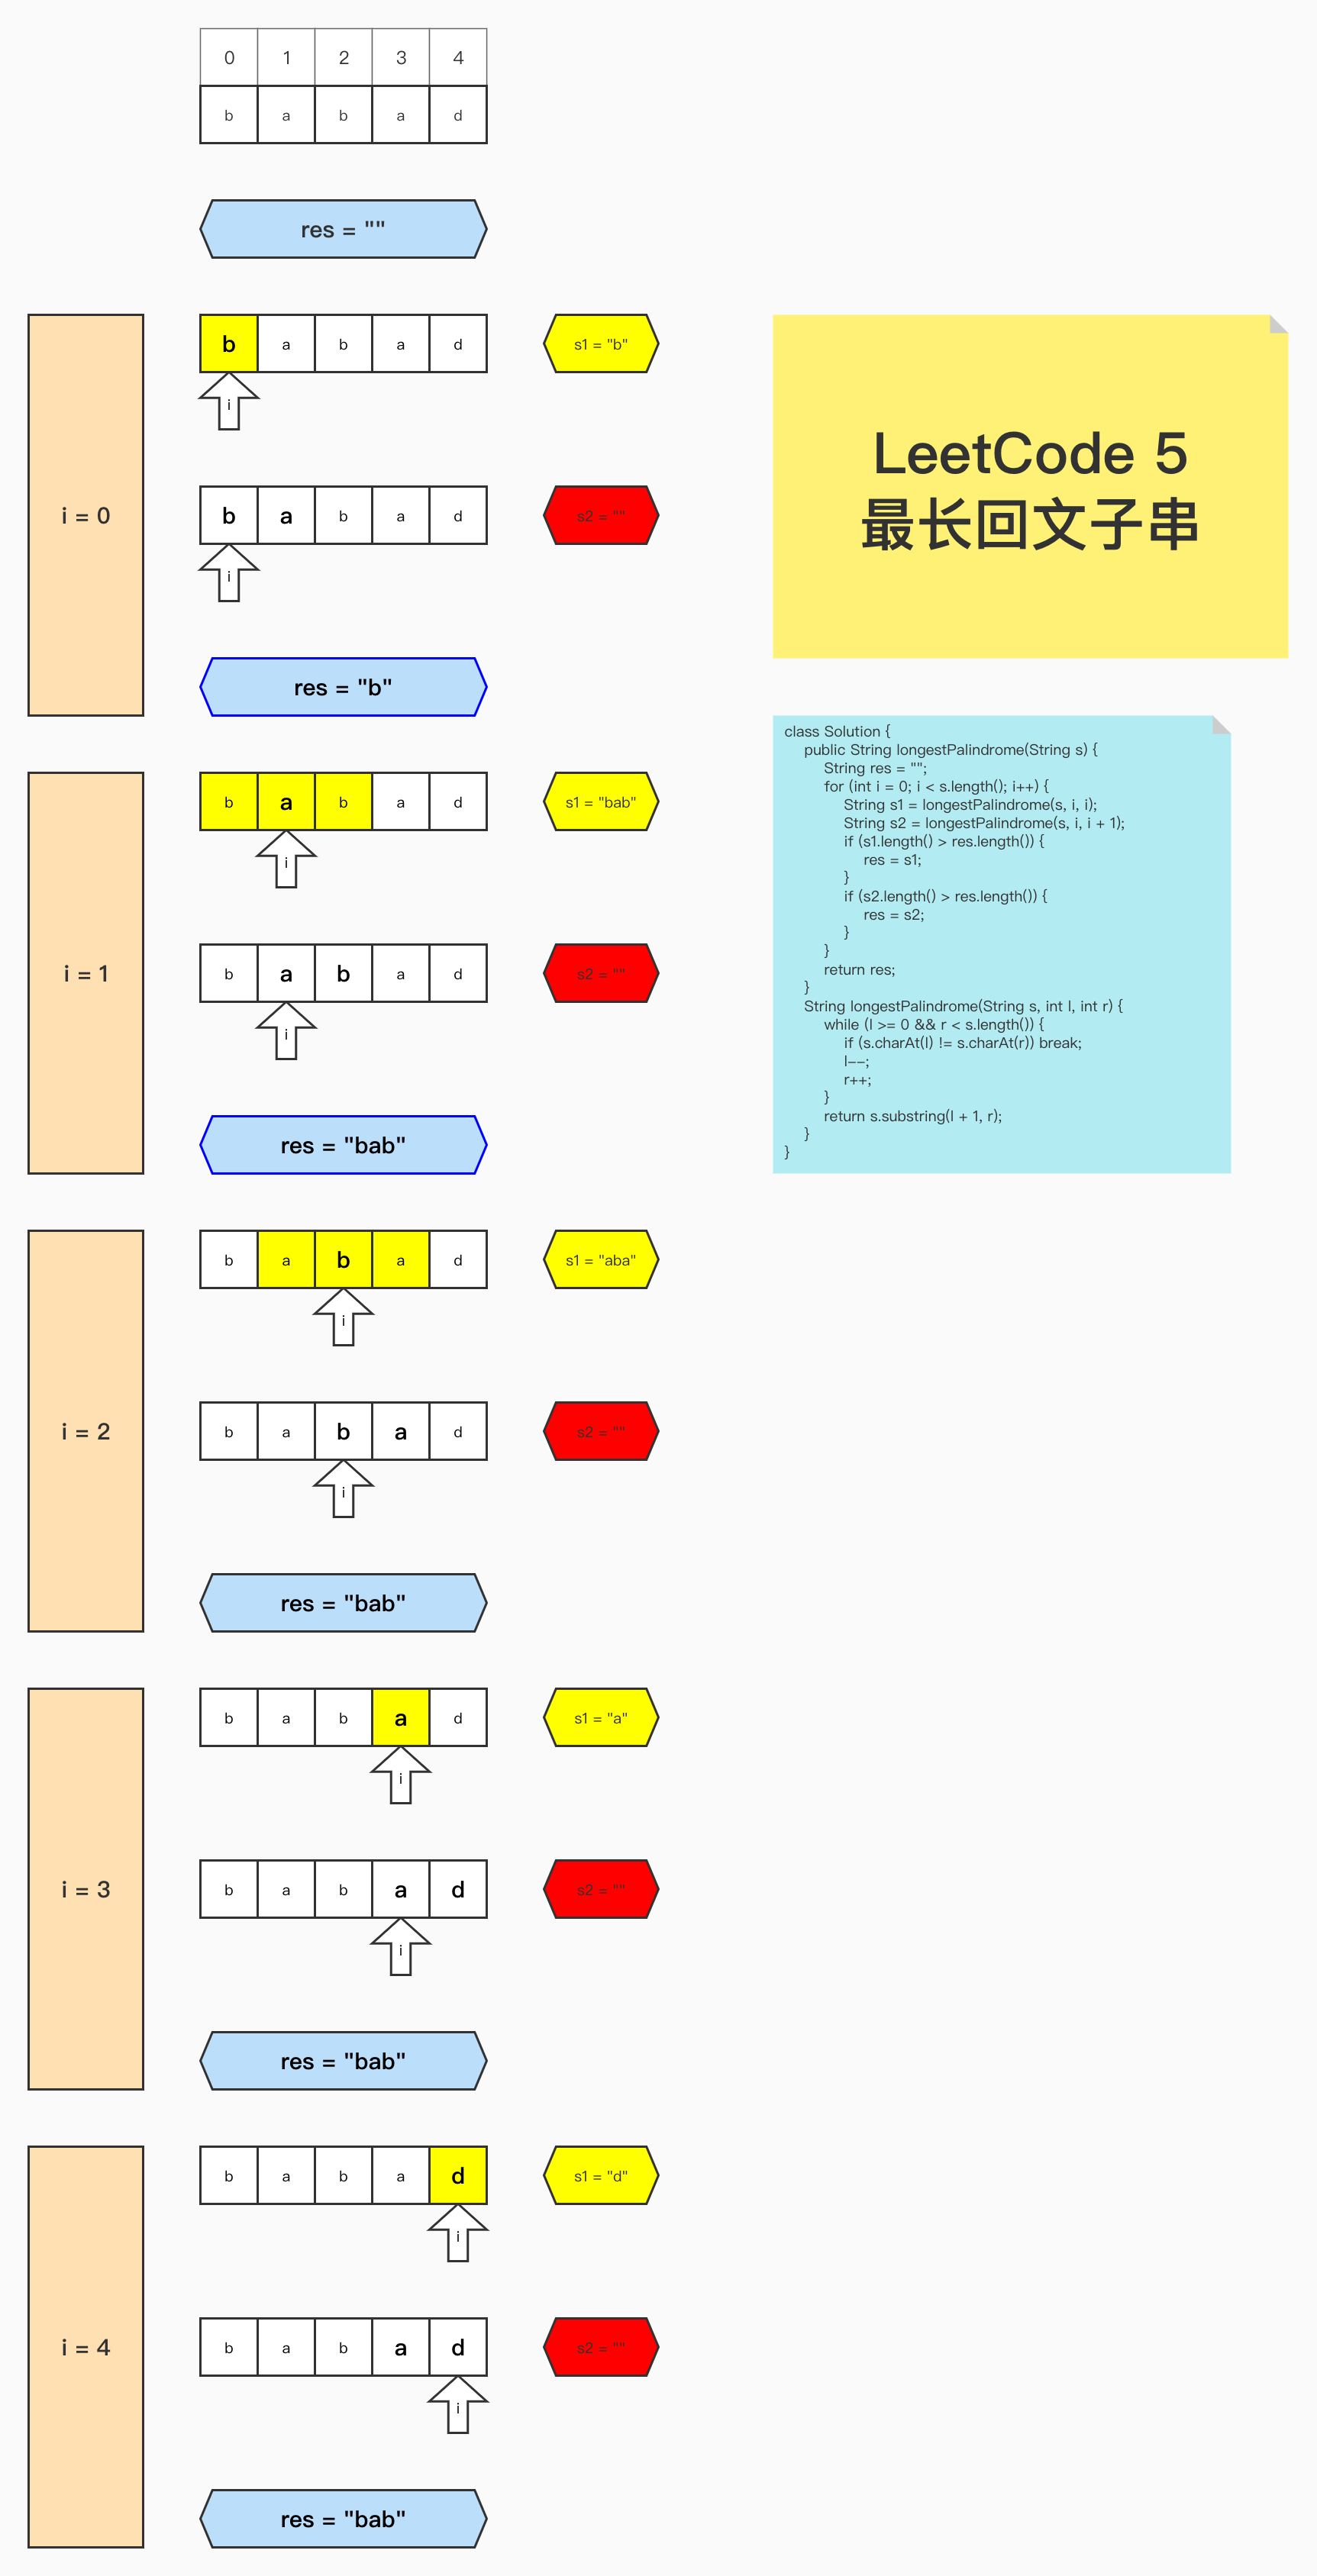 0 1 2 3 4
b a b a d
res = ""
i = 0
b a b a d
s1 = "b"
i
b a b a d
s2 = ""
i
res = "b"
LeetCode 5
最长回文子串
i = 1
b a b a d
s1 = "bab"
i
b a b a d
s2 = ""
i
res = "bab"
class Solution {
public String longestPalindrome(String s) {
String res = "";
for (int i = 0; i < s.length(); i++) {
String s1 = longestPalindrome(s, i, i);
String s2 = longestPalindrome(s, i, i + 1);
if (s1.length() > res.length()) {
res = s1;
}
if (s2.length() > res.length()) {
res = s2;
}
}
return res;
}
String longestPalindrome(String s, int l, int r) {
while (l >= 0 && r < s.length()) {
if (s.charAt(l) != s.charAt(r)) break;
l--;
r++;
}
return s.substring(l + 1, r);
}
}
i = 2
b a b a d
s1 = "aba"
i
b a b a d
s2 = ""
i
res = "bab"
i = 3
b a b a d
s1 = "a"
i
b a b a d
s2 = ""
i
res = "bab"
i = 4
b a b a d
s1 = "d"
i
b a b a d
s2 = ""
i
res = "bab"